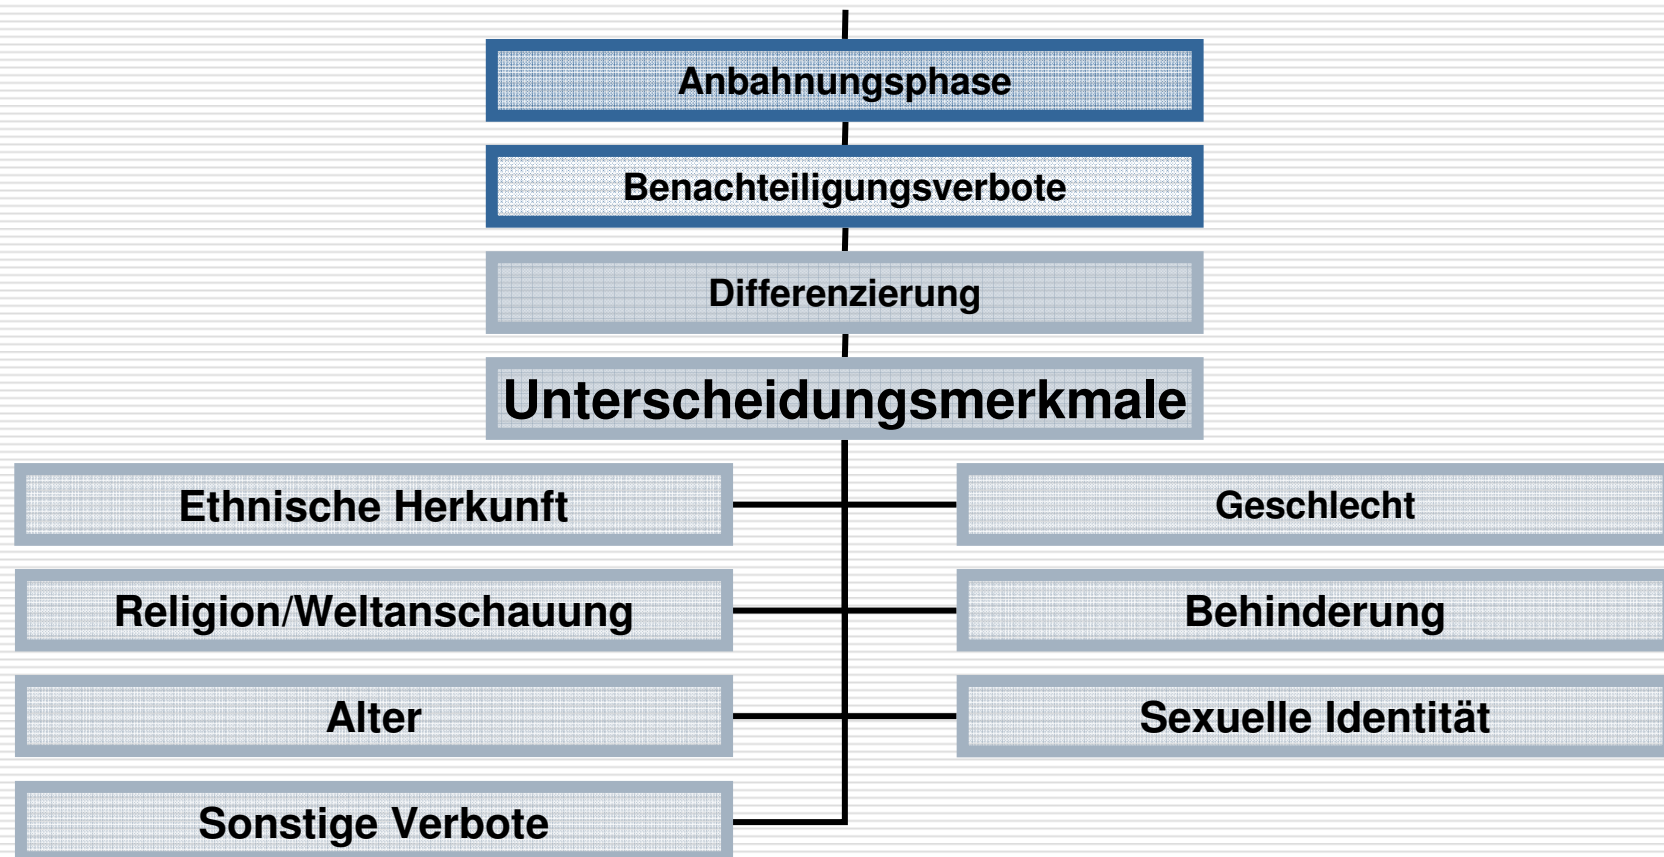 Anbahnungsphase
Benachteiligungsverbote
Differenzierung
Unterscheidungsmerkmale
Ethnische Herkunft
Geschlecht
Religion/Weltanschauung
Behinderung
Alter
Sexuelle Identität
Sonstige Verbote